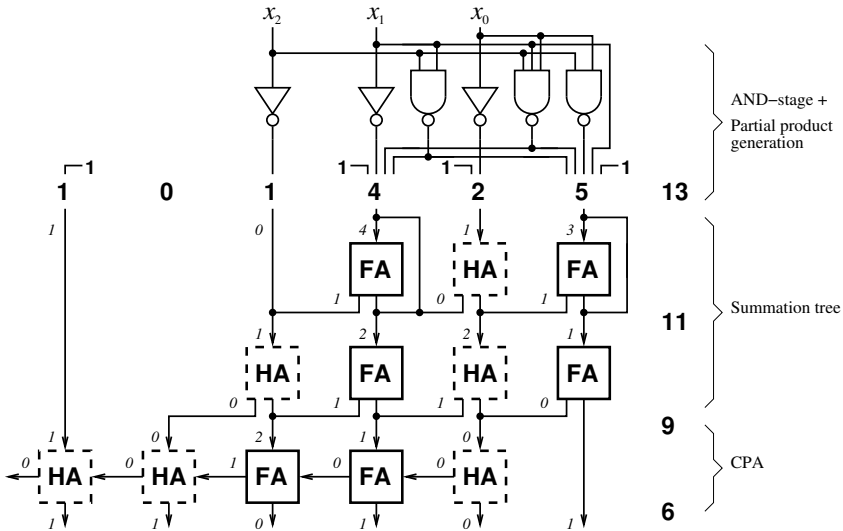 x2 x1 x0
AND−stage +
Partial product
generation
1 1 1 1
1 0 1 4 2 5 13
1 0 4 1 3
FA HA FA
1 0 1
11 Summation tree
1 2 2 1
HA FA HA FA
0 1 1 0
9
1 0 2 1 0
CPA
0 HA 0 HA 1 FA 0 FA 0 HA
6
1 1 0 1 0 1